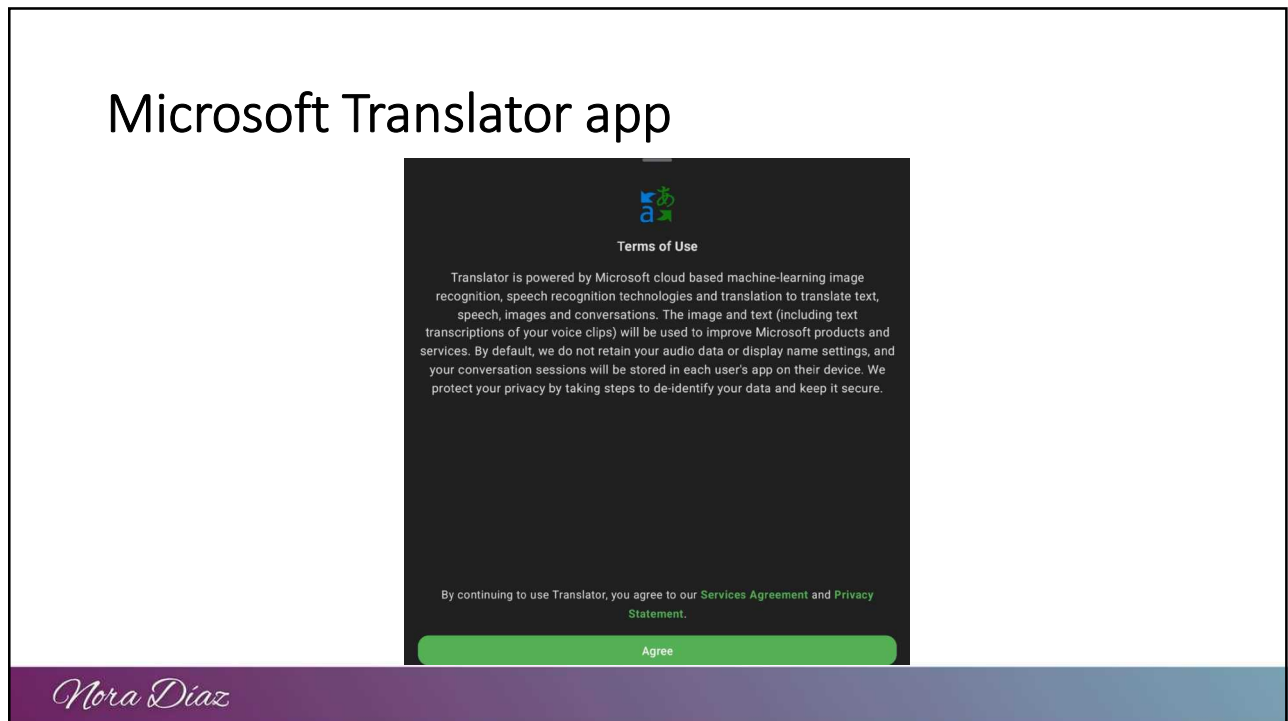 Microsoft Translator app
a あ
Terms of Use
Translator is powered by Microsoft cloud based machine-learning image
recognition, speech recognition technologies and translation to translate text,
speech, images and conversations. The image and text (including text
transcriptions of your voice clips) will be used to improve Microsoft products and
services. By default, we do not retain your audio data or display name settings, and
your conversation sessions will be stored in each user's app on their device. We
protect your privacy by taking steps to de-identify your data and keep it secure.
By continuing to use Translator, you agree to our Services Agreement and Privacy
Statement.
Agree
Nora Díaz